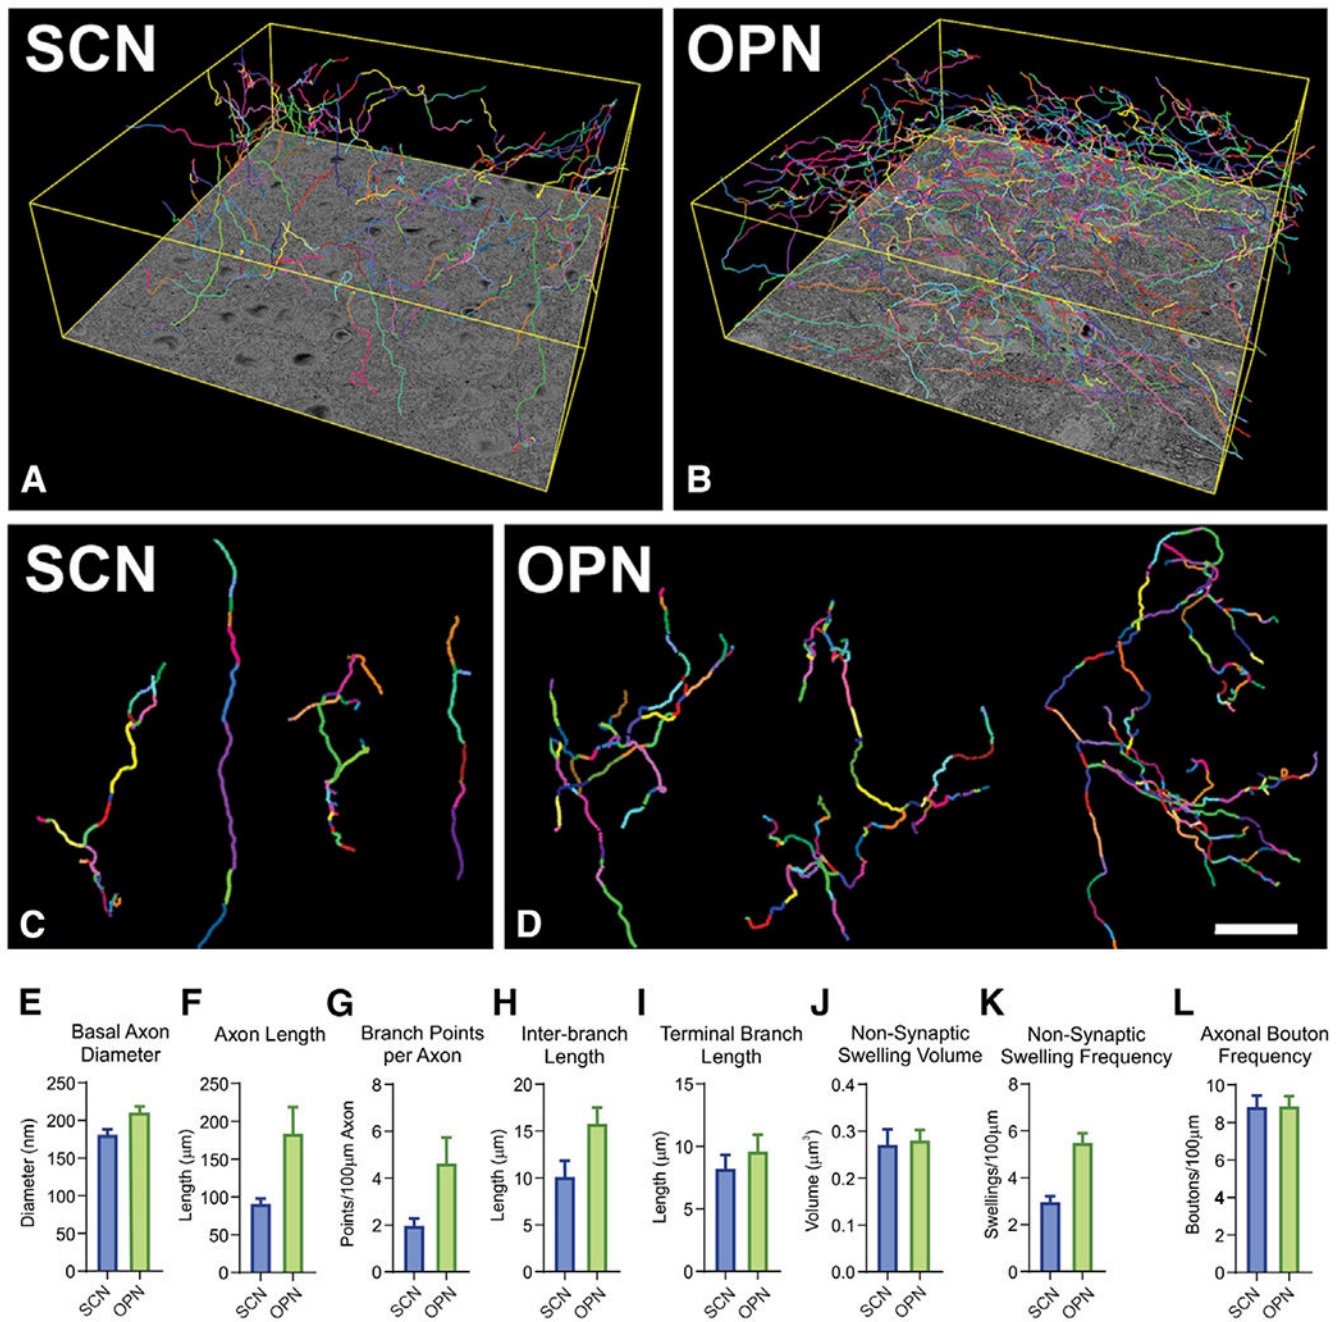 SCN
OPN
A
B
SCN
OPN
C
D
E
Basal Axon
Diameter
Diameter (nm)
250
200
150
100
50
0
SCN
OPN
F
Axon Length
Length (μm)
250
200
150
100
50
0
SCN
OPN
G
Branch Points
per Axon
Points/100μm Axon
8
6
4
2
0
SCN
OPN
H
Inter-branch
Length
Length (μm)
20
15
10
5
0
SCN
OPN
I
Terminal Branch
Length
Length (μm)
15
10
5
0
SCN
OPN
J
Non-Synaptic
Swelling Volume
Volume (μm³)
0.4
0.3
0.2
0.1
0.0
SCN
OPN
K
Non-Synaptic
Swelling Frequency
Swellings/100μm
8
6
4
2
0
SCN
OPN
L
Axonal Bouton
Frequency
Boutons/100μm
10
8
6
4
2
0
SCN
OPN